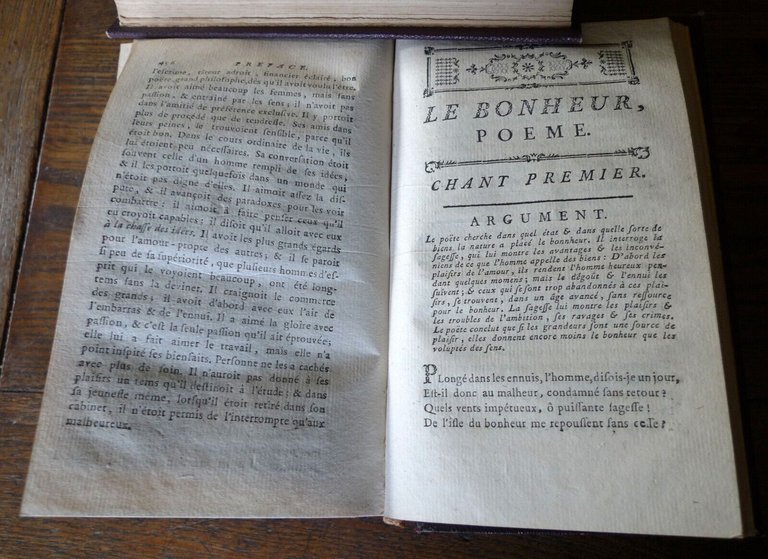 PREFACE.
l'escrime, tireur adroit, financier éclairé, bon
poëte, grand philosophe, dès qu'il avoit voulu l'être.
Il avoit aimé beaucoup les femmes, mais sans
passion, & entraîné par les sens; il n'avoit pas
dans l'amitié de préférence exclusive. Il y portoit
plus de procédé que de tendresse. Ses amis dans
leurs peines, le trouvoient sensible, parce qu'il
étoit bon. Dans le cours ordinaire de la vie, ils
lui étoient peu nécessaires. Sa conversation étoit
souvent celle d'un homme rempli de ses idées,
& il les portoit quelquefois dans un monde qui
n'étoit pas digne d'elles. Il aimoit assez la dis-
pute, & il avançoit des paradoxes pour les voir
combattre: il aimoit à faire penser ceux qu'il
en croyoit capables; il disoit qu'il alloit avec eux
à la chasse des idées. Il avoit les plus grands égards
pour l'amour-propre des autres; & il se paroit
si peu de sa supériorité, que plusieurs hommes d'es-
prit qui le voyoient beaucoup, ont été long-
tems sans la deviner. Il craignoit le commerce
des grands; il avoit d'abord avec eux l'air de
l'embarras & de l'ennui. Il a aimé la gloire avec
passion, & c'est la seule passion qu'il ait éprouvée;
elle lui a fait aimer le travail, mais elle n'a
point inspiré ses bienfaits. Personne ne les a cachés
avec plus de soin. Il n'auroit pas donné à ses
plaisirs un tems qu'il destinoit à l'étude; & dans
sa jeunesse même, lorsqu'il étoit retiré dans son
cabinet, il n'étoit permis de l'interrompre qu'aux
malheureux.
LE BONHEUR,
POEME.
CHANT PREMIER.
ARGUMENT.
Le poëte cherche dans quel état & dans quelle sorte de
biens la nature a placé le bonheur. Il interroge la
sagesse, qui lui montre les avantages & les inconvé-
niens de ce que l'homme appelle des biens: D'abord les
plaisirs de l'amour, ils rendent l'homme heureux pen-
dant quelques momens; mais le dégoût & l'ennui les
suivent; & ceux qui se sont trop abandonnés à ces plai-
sirs, se trouvent, dans un âge avancé, sans ressource
pour le bonheur. La sagesse lui montre les plaisirs &
les troubles de l'ambition, ses ravages & ses crimes.
Le poëte conclut que si les grandeurs sont une source de
plaisir, elles donnent encore moins le bonheur que les
voluptés des sens.
PLongé dans les ennuis, l'homme, disois-je un jour,
Est-il donc au malheur, condamné sans retour?
Quels vents impétueux, ô puissante sagesse!
De l'isle du bonheur me repoussent sans cesse?